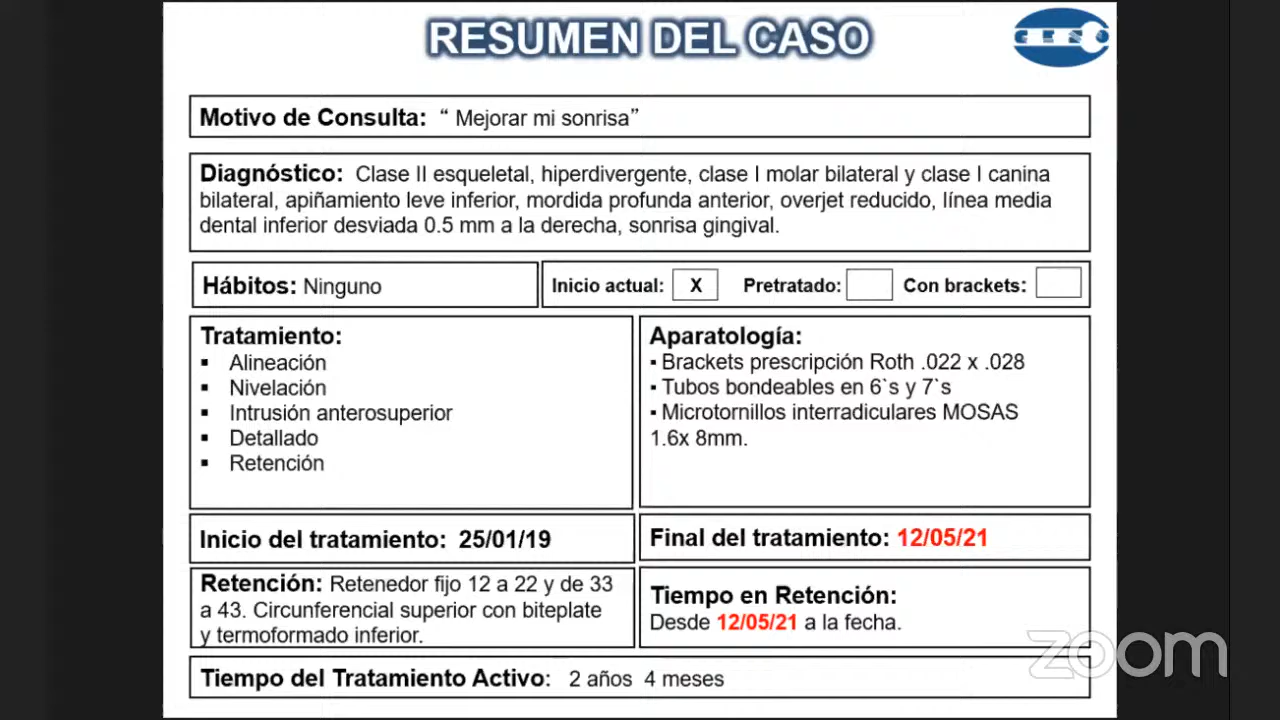 RESUMEN DEL CASO
Motivo de Consulta: “ Mejorar mi sonrisa”
Diagnóstico: Clase II esqueletal, hiperdivergente, clase I molar bilateral y clase I canina
bilateral, apiñamiento leve inferior, mordida profunda anterior, overjet reducido, línea media
dental inferior desviada 0.5 mm a la derecha, sonrisa gingival.
Hábitos: Ninguno
Inicio actual: X Pretratado: Con brackets:
Tratamiento:
▪ Alineación
▪ Nivelación
▪ Intrusión anterosuperior
▪ Detallado
▪ Retención
Aparatología:
▪ Brackets prescripción Roth .022 x .028
▪ Tubos bondeables en 6`s y 7`s
▪ Microtornillos interradiculares MOSAS
1.6x 8mm.
Inicio del tratamiento: 25/01/19
Final del tratamiento: 12/05/21
Retención: Retenedor fijo 12 a 22 y de 33
a 43. Circunferencial superior con biteplate
y termoformado inferior.
Tiempo en Retención:
Desde 12/05/21 a la fecha.
Tiempo del Tratamiento Activo: 2 años 4 meses
zoom